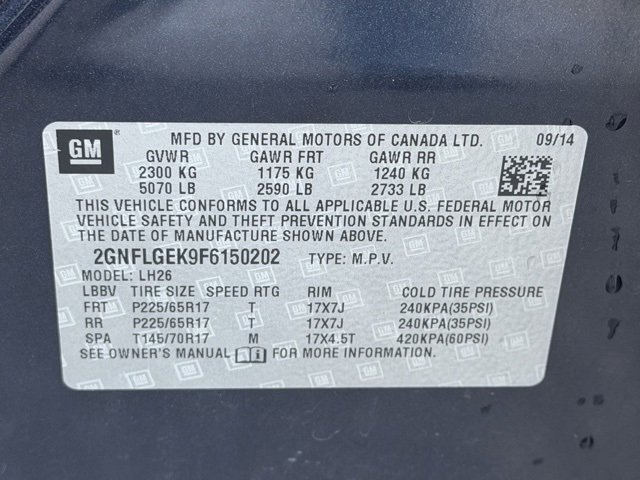 GM ® MFD BY GENERAL MOTORS OF CANADA LTD. 09/14
GVWR GAWR FRT GAWR RR
2300 KG 1175 KG 1240 KG
5070 LB 2590 LB 2733 LB
THIS VEHICLE CONFORMS TO ALL APPLICABLE U.S. FEDERAL MOTOR
VEHICLE SAFETY AND THEFT PREVENTION STANDARDS IN EFFECT ON
THE DATE OF MANUFACTURE SHOWN ABOVE.
2GNFLGEK9F6150202 TYPE: M.P.V.
MODEL: LH26
LBBV TIRE SIZE SPEED RTG RIM COLD TIRE PRESSURE
FRT P225/65R17 T 17X7J 240KPA(35PSI)
RR P225/65R17 T 17X7J 240KPA(35PSI)
SPA T145/70R17 M 17X4.5T 420KPA(60PSI)
SEE OWNER'S MANUAL FOR MORE INFORMATION.